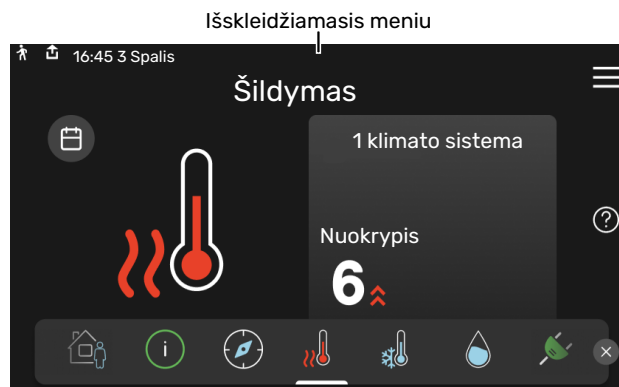 Išskleidžiamasis meniu
16:45 3 Spalis
Šildymas
1 klimato sistema
Nuokrypis
6
i
?